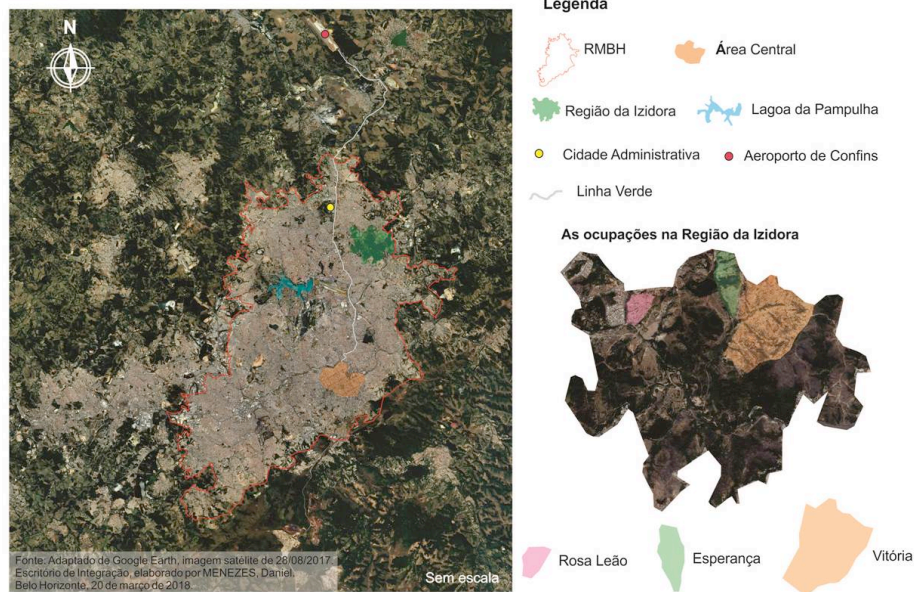 Legenda
N
RMBH
Área Central
Região da Izidora
Lagoa da Pampulha
Cidade Administrativa
Aeroporto de Confins
Linha Verde
As ocupações na Região da Izidora
Rosa Leão
Esperança
Vitória
Fonte: Adaptado de Google Earth, imagem satélite de 28/08/2017.
Escritório de Integração, elaborado por MENEZES, Daniel.
Belo Horizonte, 20 de março de 2018.
Sem escala